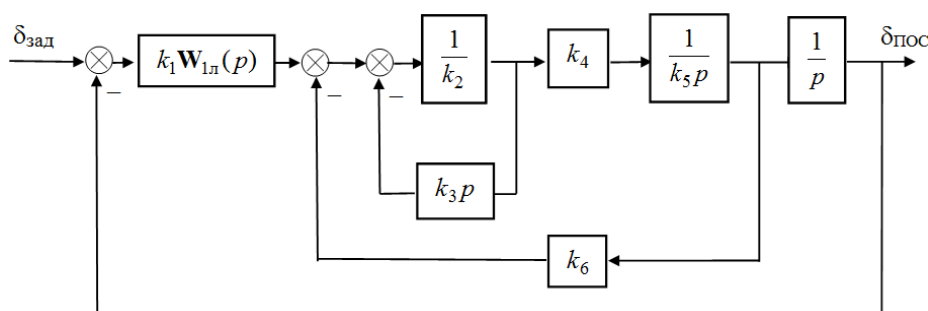 δзад
k₁W₁л(p)
1/k₂
k₄
1/(k₅p)
1/p
δПОС
−
−
−
k₃p
k₆